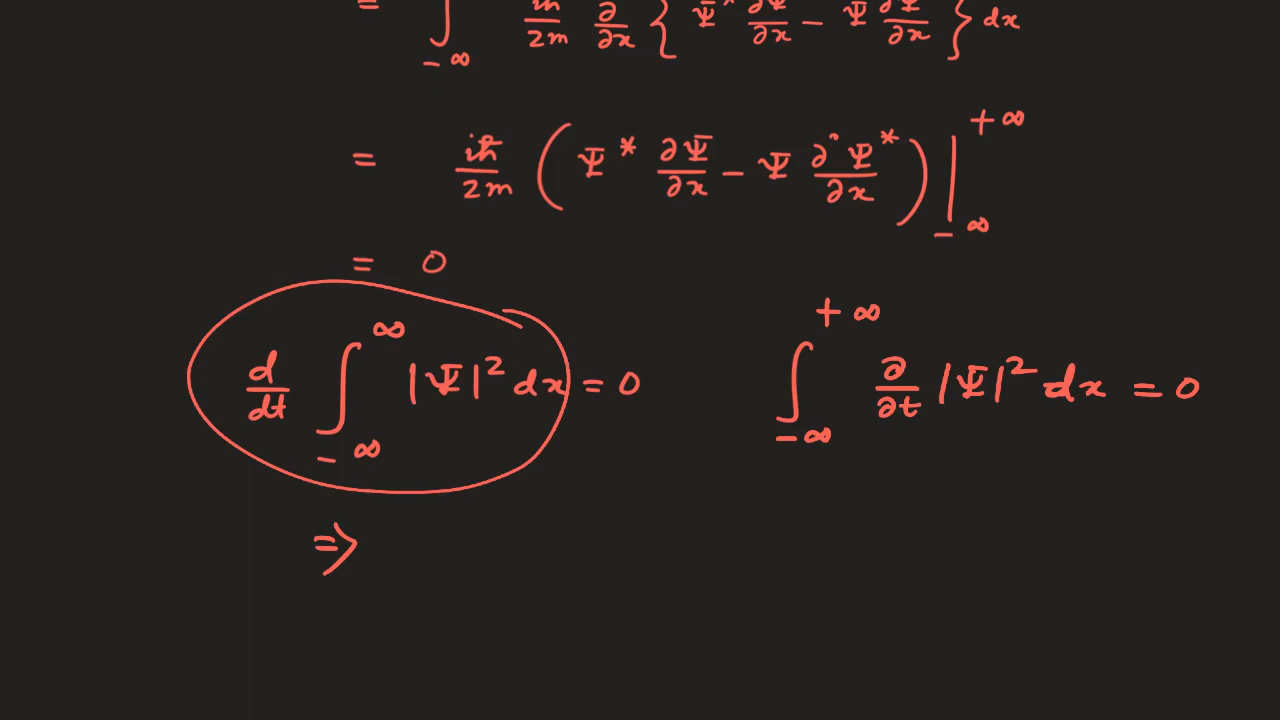 = ∫_{-∞} iℏ/2m ∂/∂x { Ψ* ∂Ψ/∂x − Ψ ∂Ψ/∂x } dx
= iℏ/2m ( Ψ* ∂Ψ/∂x − Ψ ∂Ψ*/∂x ) |_{-∞}^{+∞}
= 0
d/dt ∫_{-∞}^{∞} |Ψ|² dx = 0 ∫_{-∞}^{+∞} ∂/∂t |Ψ|² dx = 0
⇒